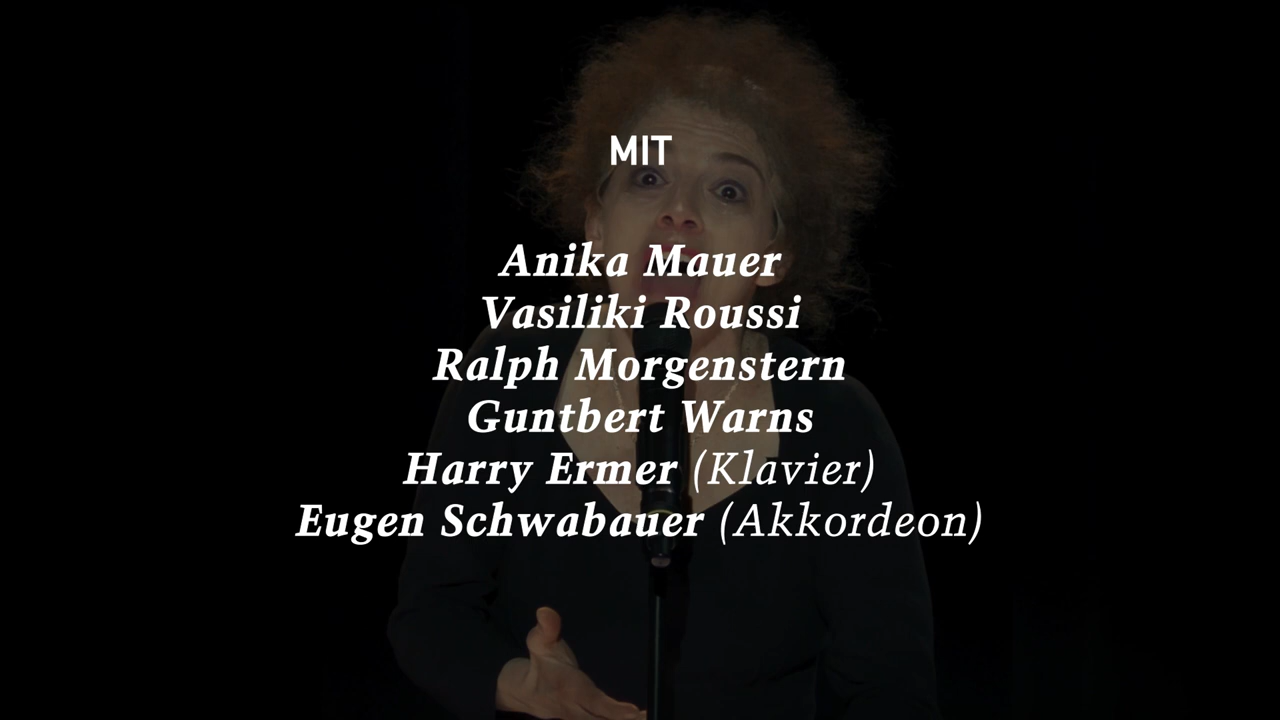 MIT
Anika Mauer
Vasiliki Roussi
Ralph Morgenstern
Guntbert Warns
Harry Ermer (Klavier)
Eugen Schwabauer (Akkordeon)